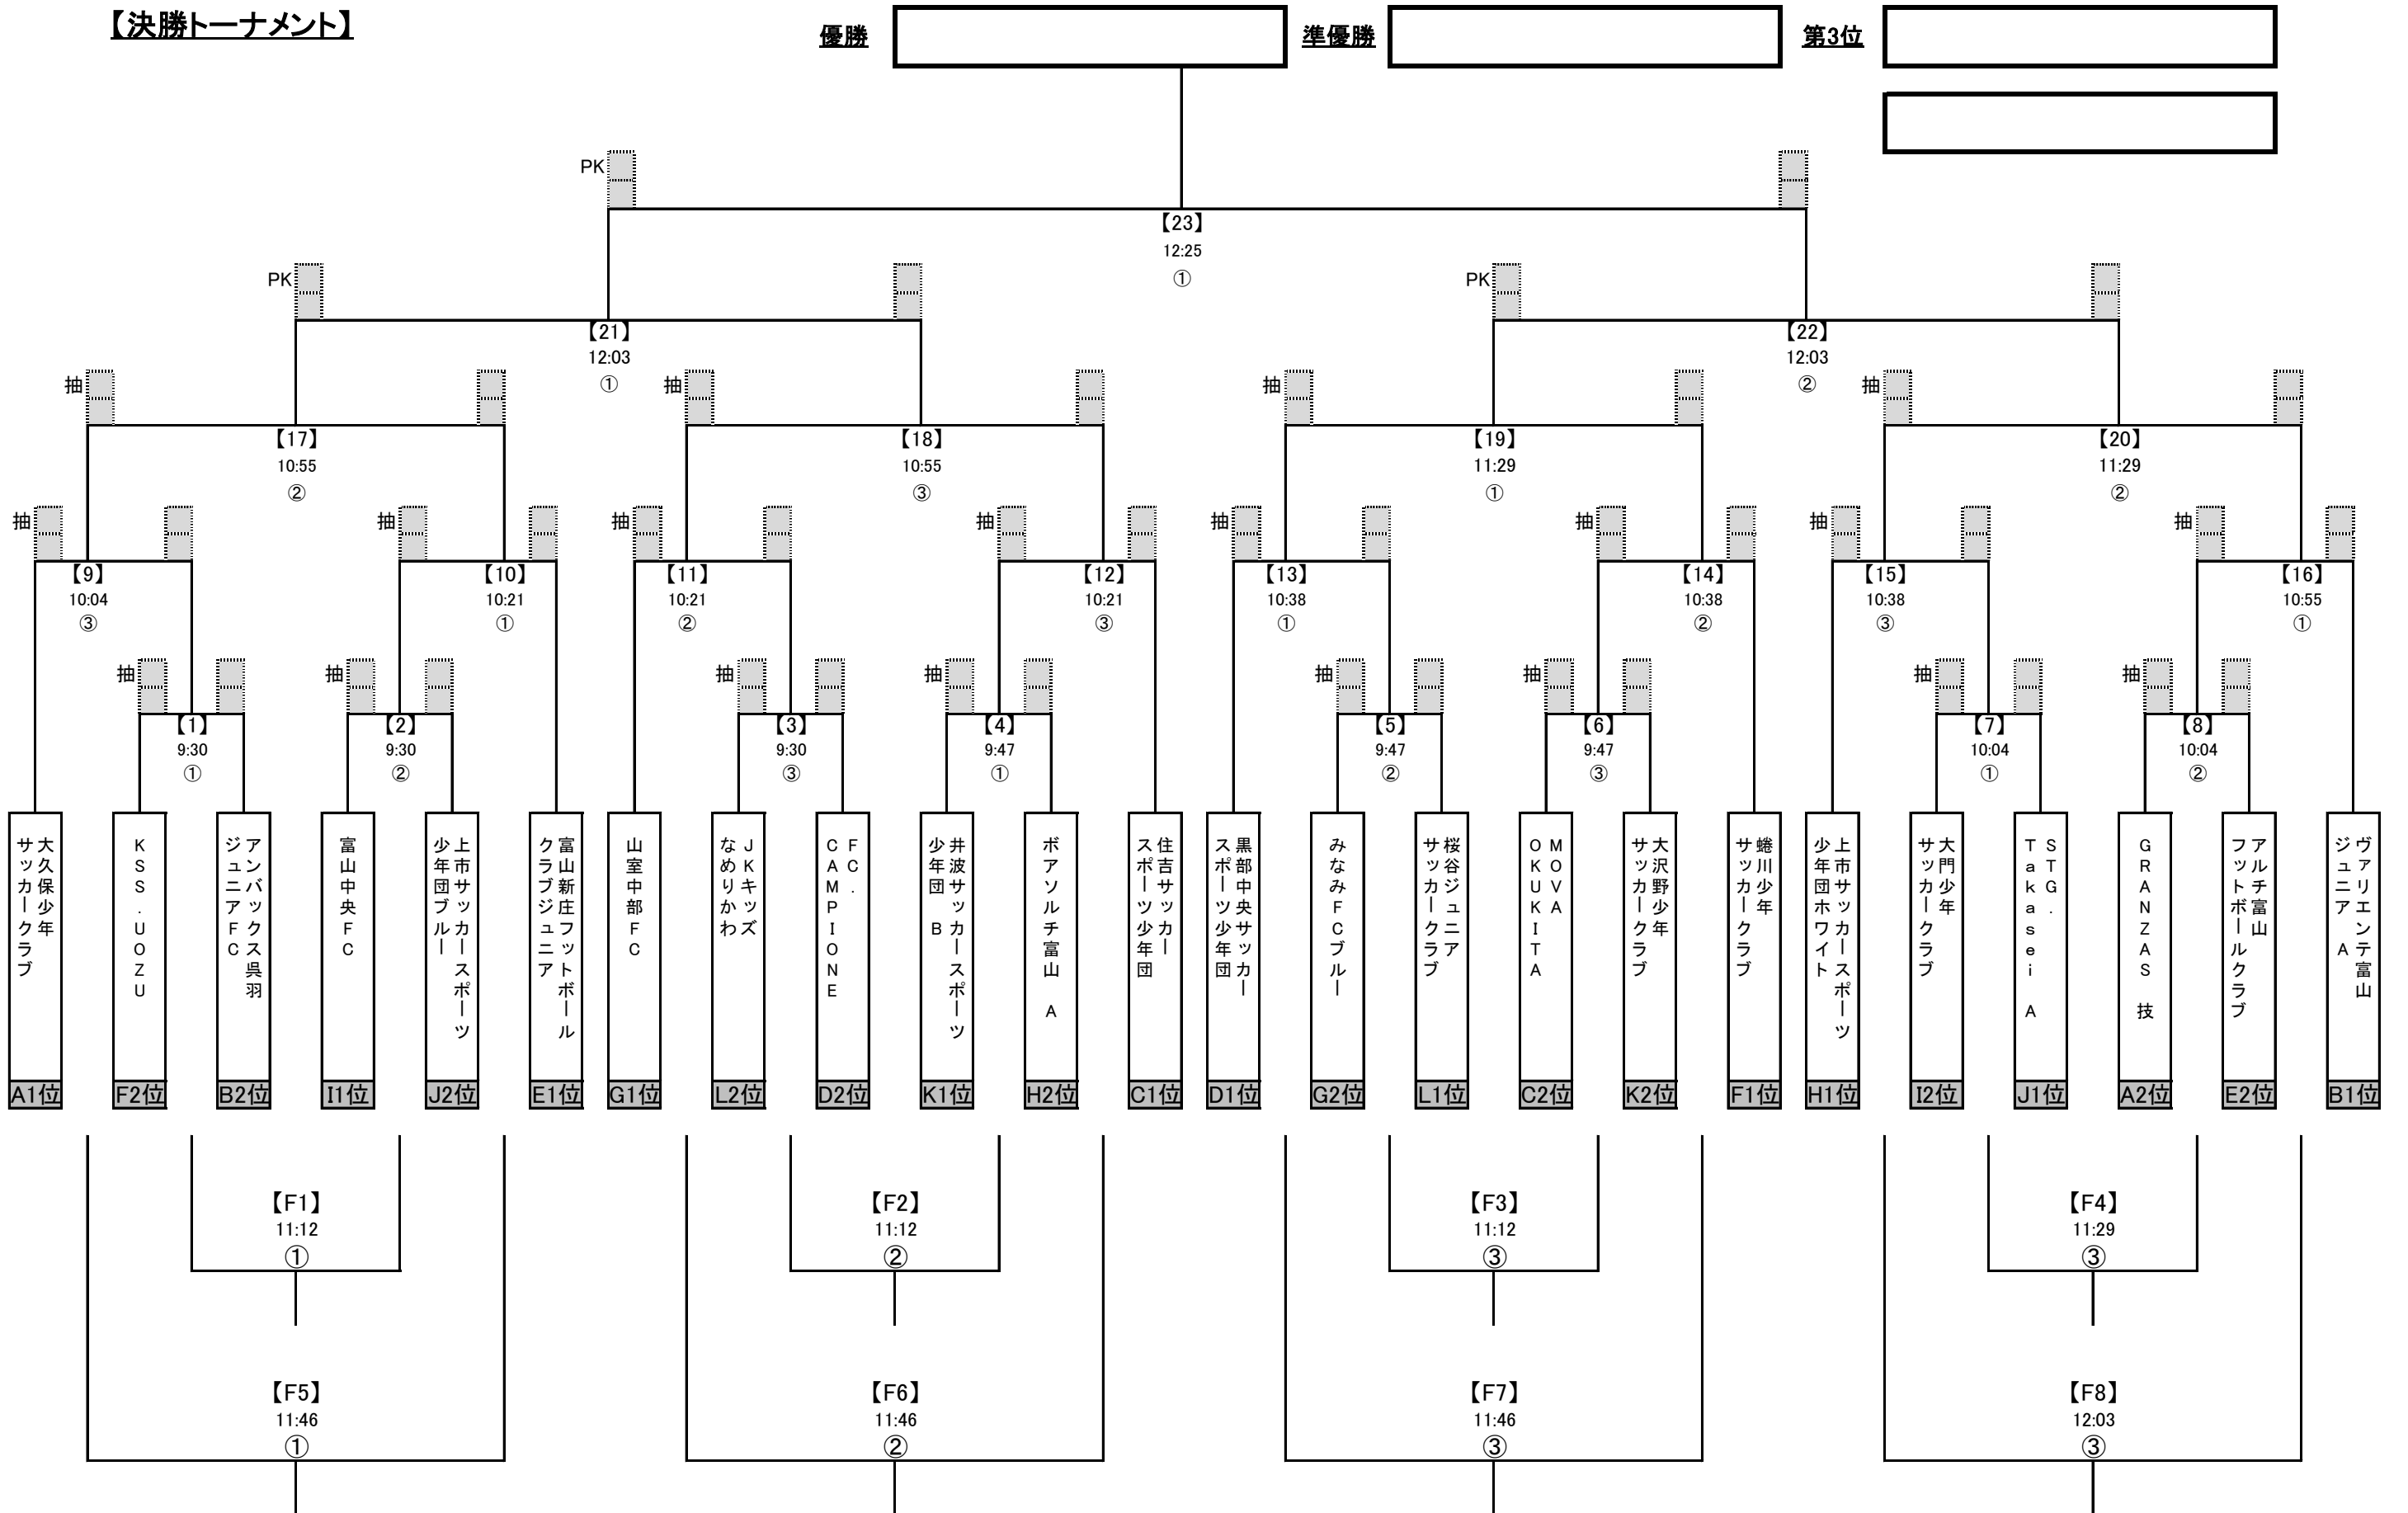 【決勝トーナメント】
優勝
準優勝
第3位
PK
【23】
12:25
①
PK
PK
【21】
12:03
①
【22】
12:03
②
抽
抽
抽
抽
【17】
10:55
②
【18】
10:55
③
【19】
11:29
①
【20】
11:29
②
抽
抽
抽
抽
抽
抽
抽
抽
【9】
10:04
③
【10】
10:21
①
【11】
10:21
②
【12】
10:21
③
【13】
10:38
①
【14】
10:38
②
【15】
10:38
③
【16】
10:55
①
抽
抽
抽
抽
抽
抽
抽
抽
【1】
9:30
①
【2】
9:30
②
【3】
9:30
③
【4】
9:47
①
【5】
9:47
②
【6】
9:47
③
【7】
10:04
①
【8】
10:04
②
大久保少年
サッカークラブ
A1位
KSS.UOZU
F2位
アンバックス呉羽
ジュニアFC
B2位
富山中央FC
I1位
上市サッカースポーツ
少年団ブルー
J2位
富山新庄フットボール
クラブジュニア
E1位
山室中部FC
G1位
JKキッズ
なめりかわ
L2位
FC.
CAMPIONE
D2位
井波サッカースポーツ
少年団 B
K1位
ボアソルチ富山 A
H2位
住吉サッカー
スポーツ少年団
C1位
黒部中央サッカー
スポーツ少年団
D1位
みなみFCブルー
G2位
桜谷ジュニア
サッカークラブ
L1位
MOVA
OKUKITA
C2位
大沢野少年
サッカークラブ
K2位
蜷川少年
サッカークラブ
F1位
上市サッカースポーツ
少年団ホワイト
H1位
大門少年
サッカークラブ
I2位
STG.
Takasei A
J1位
GRANZAS 技
A2位
アルチ富山
フットボールクラブ
E2位
ヴァリエンテ富山
ジュニア A
B1位
【F1】
11:12
①
【F2】
11:12
②
【F3】
11:12
③
【F4】
11:29
③
【F5】
11:46
①
【F6】
11:46
②
【F7】
11:46
③
【F8】
12:03
③